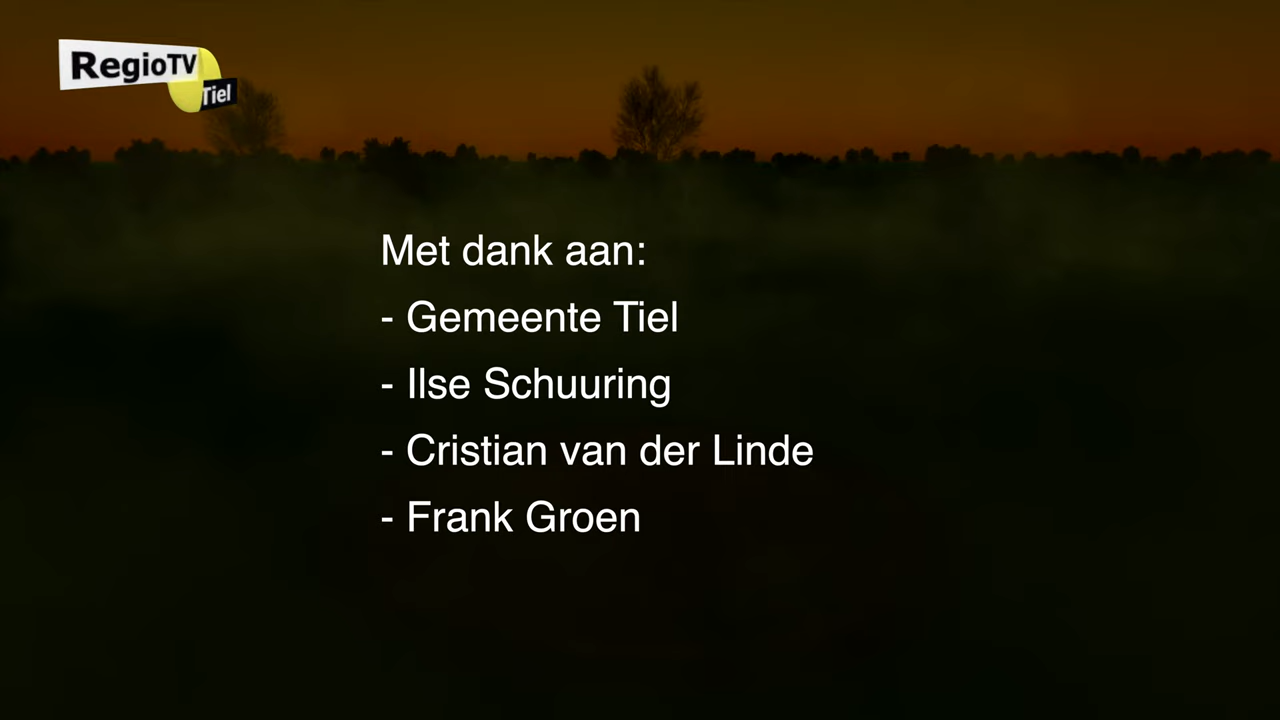 RegioTV
Tiel
Met dank aan:
- Gemeente Tiel
- Ilse Schuuring
- Cristian van der Linde
- Frank Groen